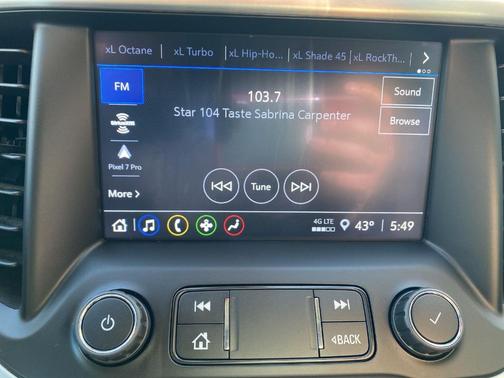 xL Octane xL Turbo xL Hip-Ho... xL Shade 45 xL RockTh...
FM
103.7
Sound
Star 104 Taste Sabrina Carpenter
((SiriusXM))
Browse
Pixel 7 Pro
Tune
More >
4G LTE
43° 5:49
BACK